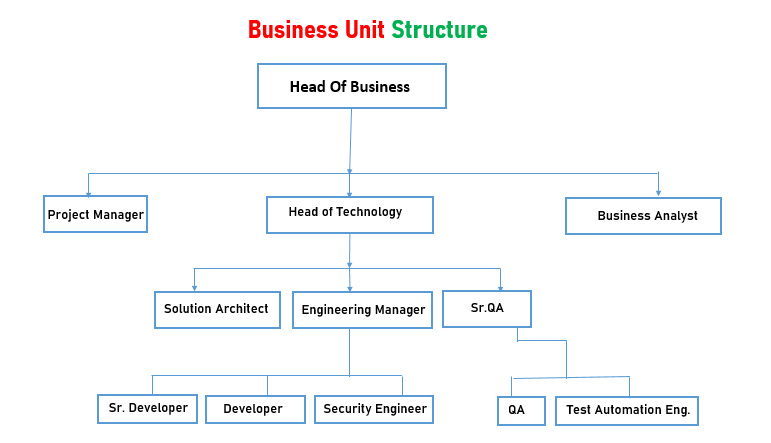 Business Unit Structure
Head Of Business
Project Manager
Head of Technology
Business Analyst
Solution Architect
Engineering Manager
Sr.QA
Sr. Developer
Developer
Security Engineer
QA
Test Automation Eng.